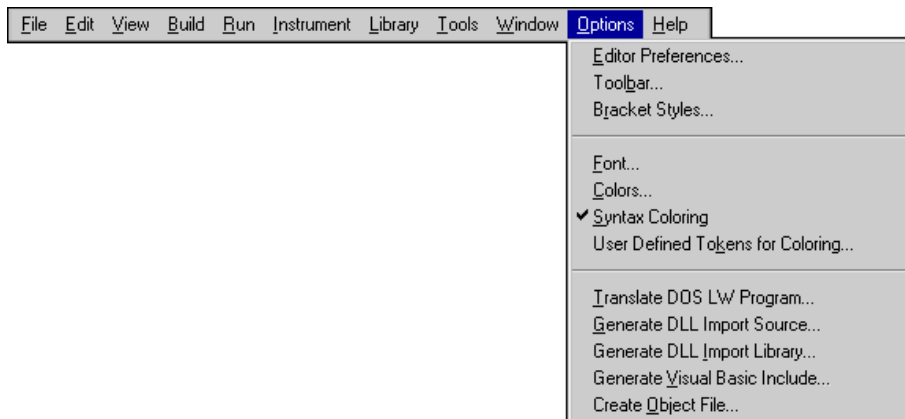 File Edit View Build Run Instrument Library Tools Window Options Help
Editor Preferences...
Toolbar...
Bracket Styles...
Font...
Colors...
Syntax Coloring
User Defined Tokens for Coloring...
Translate DOS LW Program...
Generate DLL Import Source...
Generate DLL Import Library...
Generate Visual Basic Include...
Create Object File...